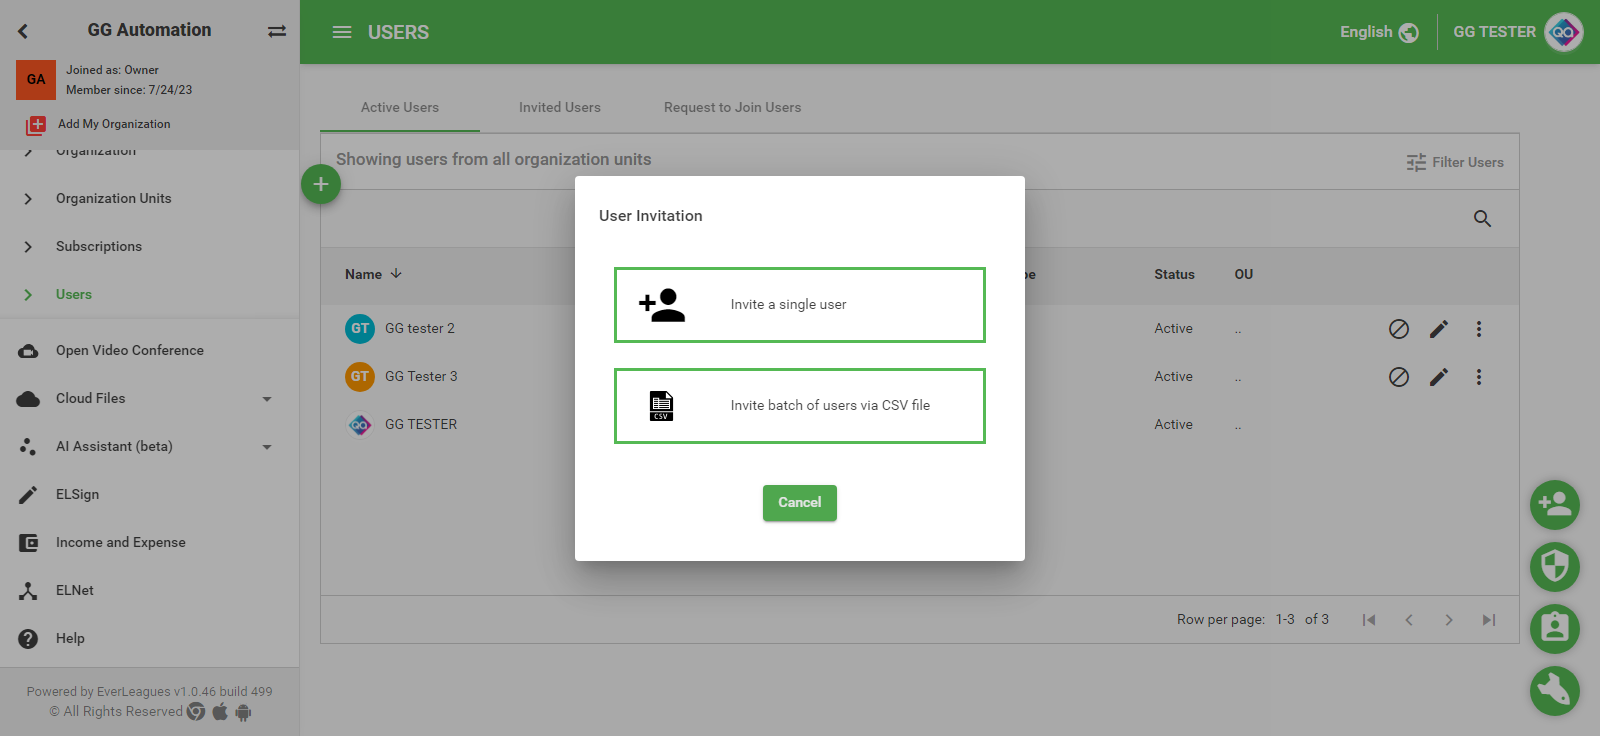 GG Automation
GA
Joined as: Owner
Member since: 7/24/23
Add My Organization
Organization
Organization Units
Subscriptions
Users
Open Video Conference
Cloud Files
AI Assistant (beta)
ELSign
Income and Expense
ELNet
Help
Powered by EverLeagues v1.0.46 build 499
© All Rights Reserved
USERS
English
GG TESTER
QA
Active Users
Invited Users
Request to Join Users
Showing users from all organization units
Filter Users
Name
Status
OU
GT GG tester 2 Active ..
GT GG Tester 3 Active ..
QA GG TESTER Active ..
Row per page: 1-3 of 3
User Invitation
Invite a single user
CSV
Invite batch of users via CSV file
Cancel